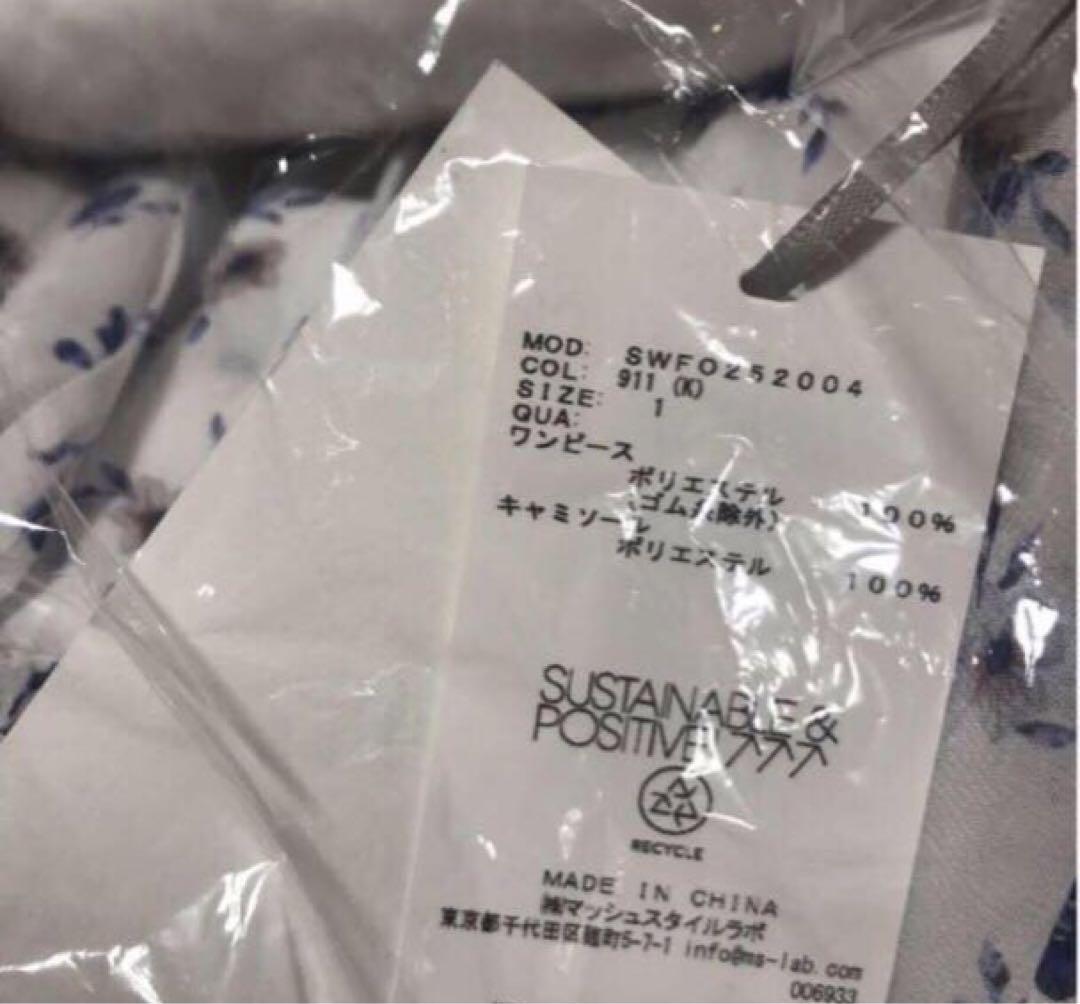 MOD: SWFO252004
COL: 911 (K)
SIZE: 1
QUA:
ワンピース
ポリエステル 100%
(ゴム糸除外)
キャミソール
ポリエステル 100%
SUSTAINABLE &
POSITIVE!
RECYCLE
MADE IN CHINA
㈱マッシュスタイルラボ
東京都千代田区麹町5-7-1 info@ms-lab.com
006933